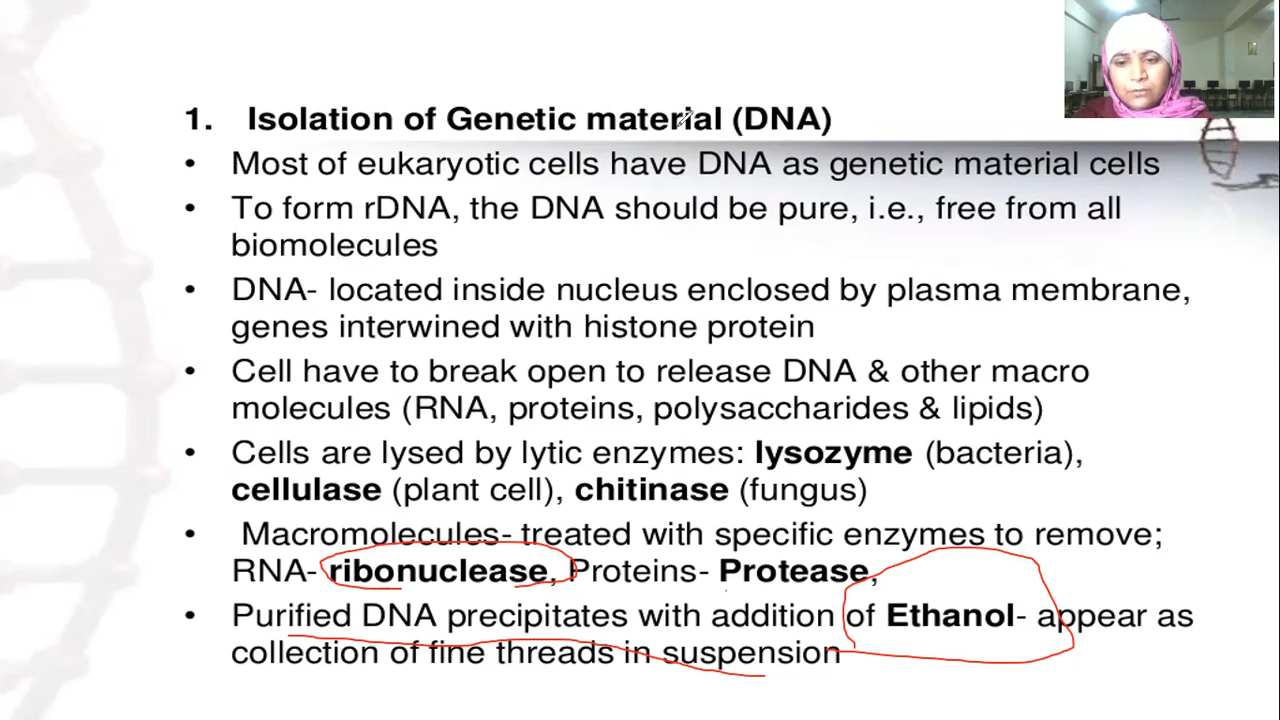 1. Isolation of Genetic material (DNA)
• Most of eukaryotic cells have DNA as genetic material cells
• To form rDNA, the DNA should be pure, i.e., free from all
biomolecules
• DNA- located inside nucleus enclosed by plasma membrane,
genes interwined with histone protein
• Cell have to break open to release DNA & other macro
molecules (RNA, proteins, polysaccharides & lipids)
• Cells are lysed by lytic enzymes: lysozyme (bacteria),
cellulase (plant cell), chitinase (fungus)
• Macromolecules- treated with specific enzymes to remove;
RNA- ribonuclease, Proteins- Protease,
• Purified DNA precipitates with addition of Ethanol- appear as
collection of fine threads in suspension